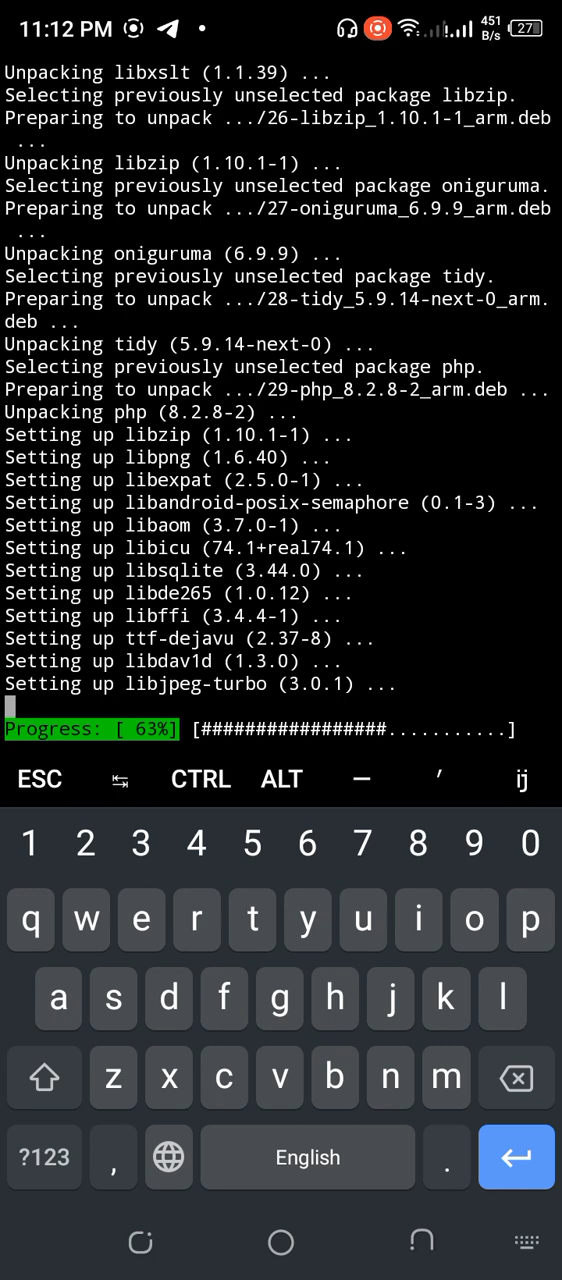 11:12 PM
451
B/s
27
Unpacking libxslt (1.1.39) ...
Selecting previously unselected package libzip.
Preparing to unpack .../26-libzip_1.10.1-1_arm.deb
...
Unpacking libzip (1.10.1-1) ...
Selecting previously unselected package oniguruma.
Preparing to unpack .../27-oniguruma_6.9.9_arm.deb
...
Unpacking oniguruma (6.9.9) ...
Selecting previously unselected package tidy.
Preparing to unpack .../28-tidy_5.9.14-next-0_arm.
deb ...
Unpacking tidy (5.9.14-next-0) ...
Selecting previously unselected package php.
Preparing to unpack .../29-php_8.2.8-2_arm.deb ...
Unpacking php (8.2.8-2) ...
Setting up libzip (1.10.1-1) ...
Setting up libpng (1.6.40) ...
Setting up libexpat (2.5.0-1) ...
Setting up libandroid-posix-semaphore (0.1-3) ...
Setting up libaom (3.7.0-1) ...
Setting up libicu (74.1+real74.1) ...
Setting up libsqlite (3.44.0) ...
Setting up libde265 (1.0.12) ...
Setting up libffi (3.4.4-1) ...
Setting up ttf-dejavu (2.37-8) ...
Setting up libdav1d (1.3.0) ...
Setting up libjpeg-turbo (3.0.1) ...
Progress: [ 63%] [#################...........]
ESC ↹ CTRL ALT — ′ ij
1 2 3 4 5 6 7 8 9 0
q w e r t y u i o p
a s d f g h j k l
z x c v b n m
?123 , English .